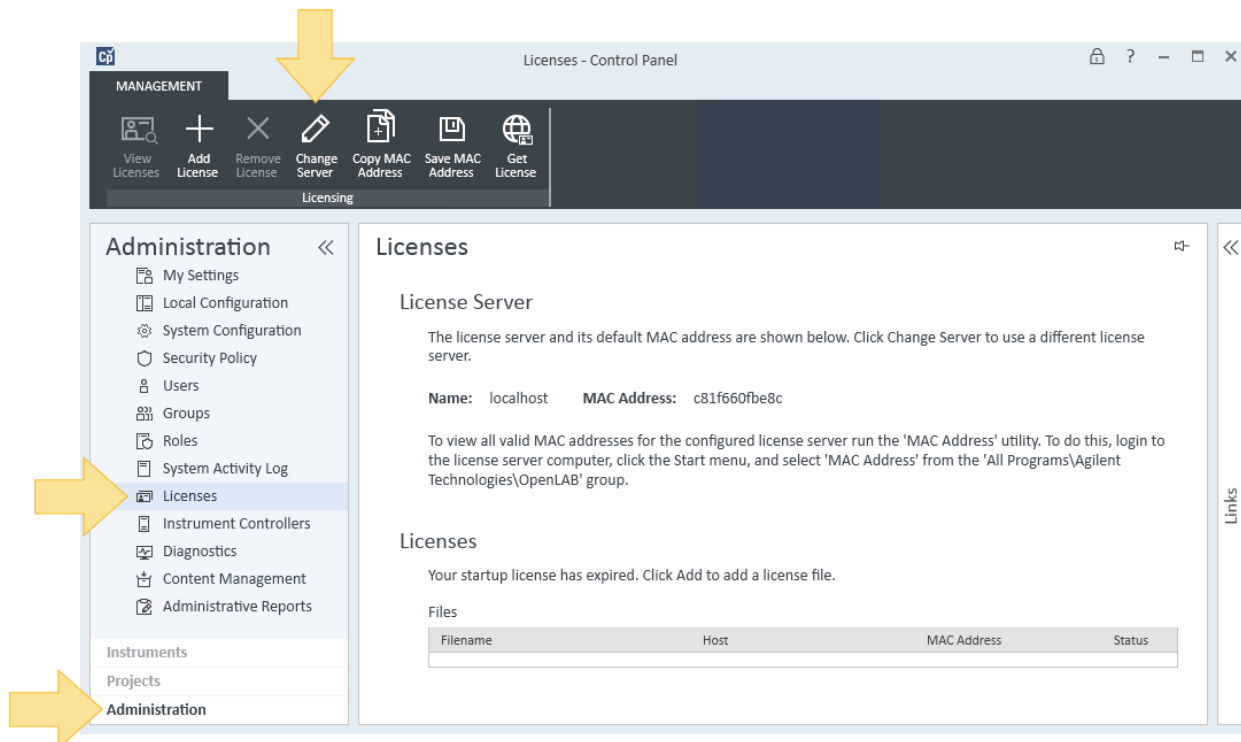 Cp
Licenses - Control Panel
?
MANAGEMENT
View Licenses
Add License
Remove License
Change Server
Copy MAC Address
Save MAC Address
Get License
Licensing
Administration
My Settings
Local Configuration
System Configuration
Security Policy
Users
Groups
Roles
System Activity Log
Licenses
Instrument Controllers
Diagnostics
Content Management
Administrative Reports
Instruments
Projects
Administration
Licenses
License Server
The license server and its default MAC address are shown below. Click Change Server to use a different license
server.
Name: localhost MAC Address: c81f660fbe8c
To view all valid MAC addresses for the configured license server run the 'MAC Address' utility. To do this, login to
the license server computer, click the Start menu, and select 'MAC Address' from the 'All Programs\Agilent
Technologies\OpenLAB' group.
Licenses
Your startup license has expired. Click Add to add a license file.
Files
Filename Host MAC Address Status
Links